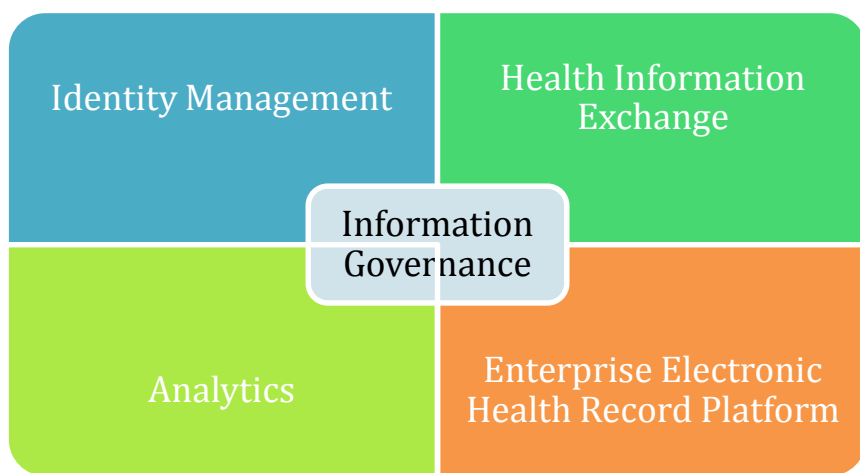 Identity Management
Health Information
Exchange
Information
Governance
Analytics
Enterprise Electronic
Health Record Platform